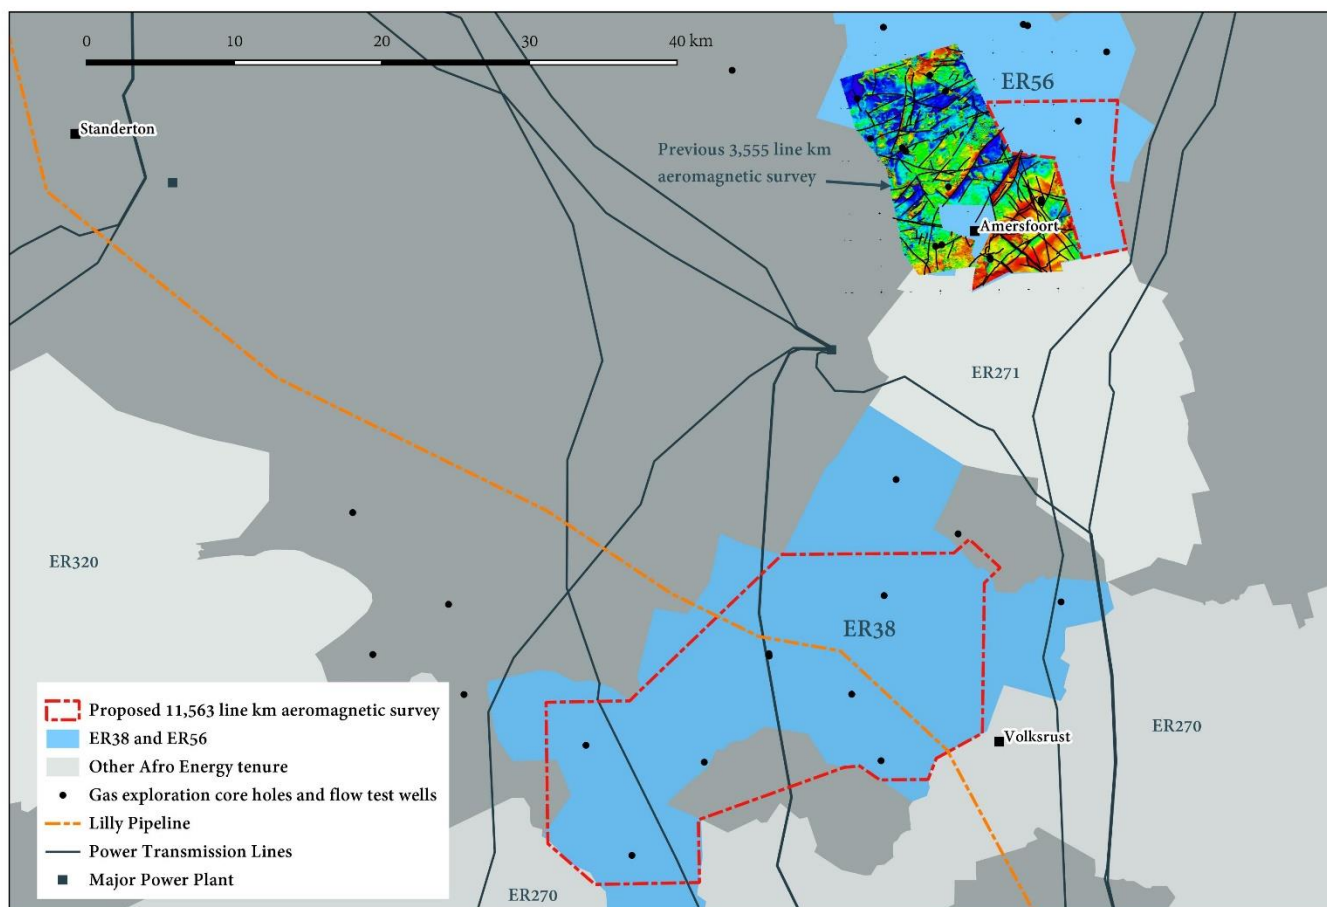 0 10 20 30 40 km
ER56
Standerton
Previous 3,555 line km
aeromagnetic survey
Amersfoort
ER271
ER320
ER38
ER270
Volksrust
Proposed 11,563 line km aeromagnetic survey
ER38 and ER56
Other Afro Energy tenure
Gas exploration core holes and flow test wells
Lilly Pipeline
Power Transmission Lines
Major Power Plant
ER270